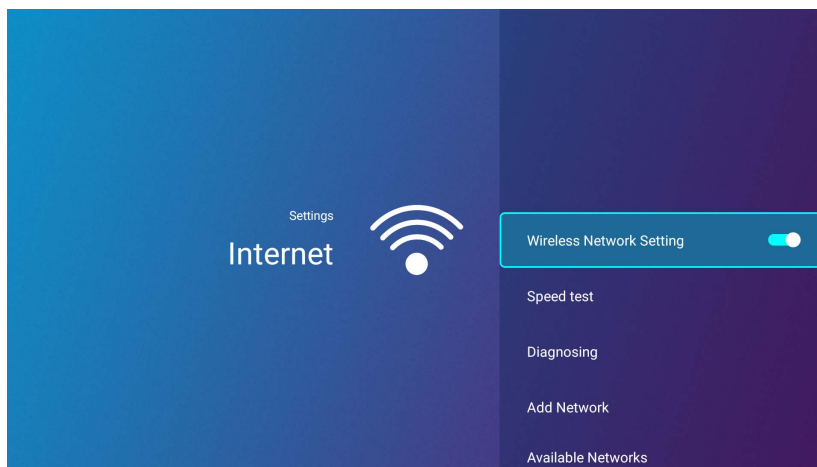 Settings
Internet
Wireless Network Setting
Speed test
Diagnosing
Add Network
Available Networks